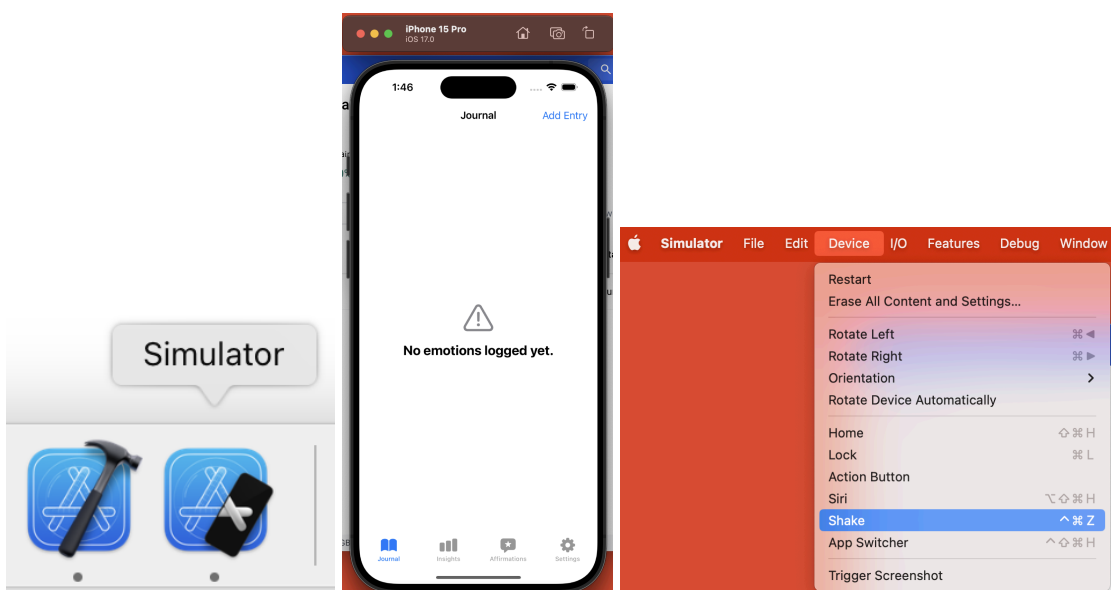 Simulator
iPhone 15 Pro
iOS 17.0
1:46
Journal
Add Entry
No emotions logged yet.
Journal
Insights
Affirmations
Settings
Simulator File Edit Device I/O Features Debug Window
Restart
Erase All Content and Settings...
Rotate Left ⌘◀
Rotate Right ⌘▶
Orientation
Rotate Device Automatically
Home ⇧⌘H
Lock ⌘L
Action Button
Siri ⌥⇧⌘H
Shake ^⌘Z
App Switcher ^⇧⌘H
Trigger Screenshot